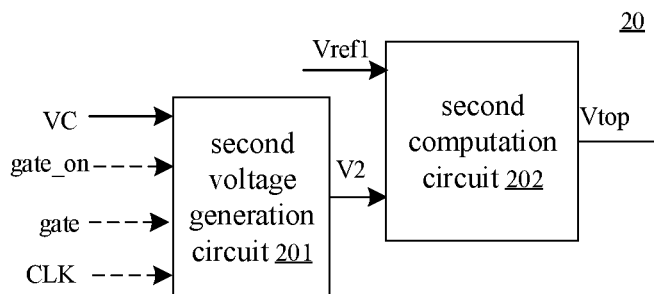 20
Vref1
VC
gate_on
gate
CLK
second
voltage
generation
circuit 201
V2
second
computation
circuit 202
Vtop